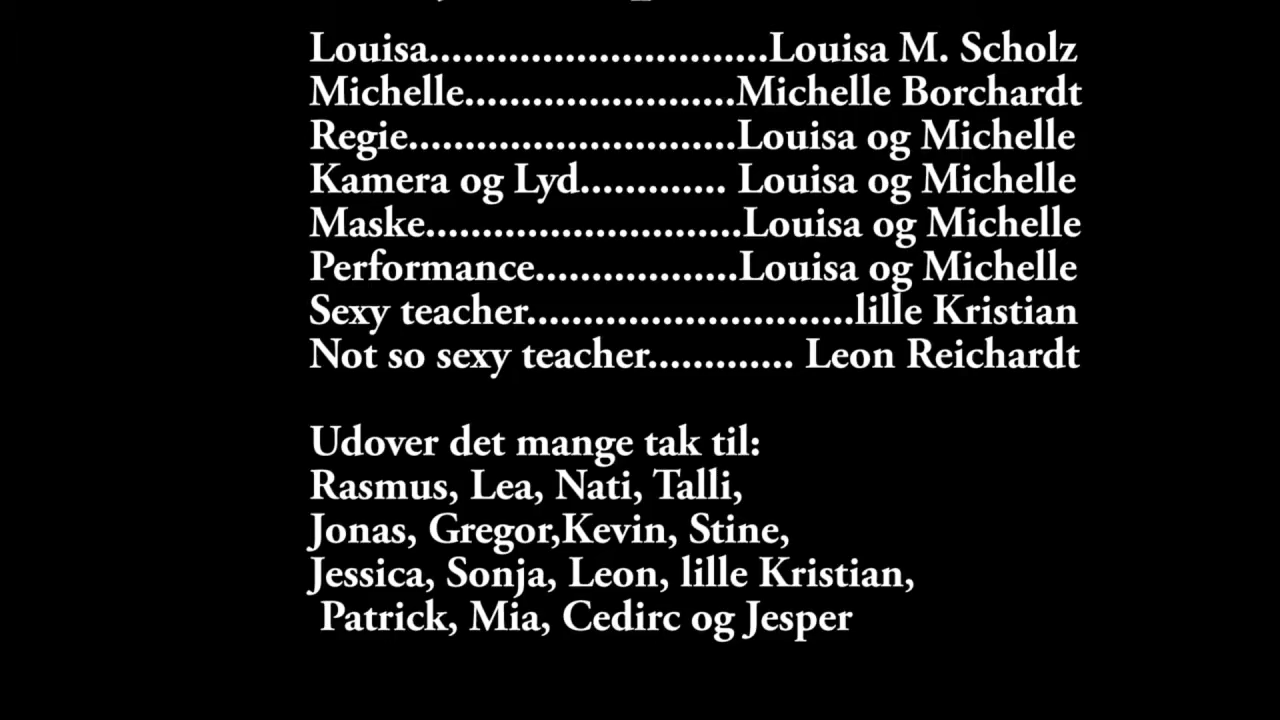 Louisa..............................Louisa M. Scholz
Michelle........................Michelle Borchardt
Regie.............................Louisa og Michelle
Kamera og Lyd............. Louisa og Michelle
Maske............................Louisa og Michelle
Performance..................Louisa og Michelle
Sexy teacher.............................lille Kristian
Not so sexy teacher............. Leon Reichardt
Udover det mange tak til:
Rasmus, Lea, Nati, Talli,
Jonas, Gregor,Kevin, Stine,
Jessica, Sonja, Leon, lille Kristian,
Patrick, Mia, Cedirc og Jesper